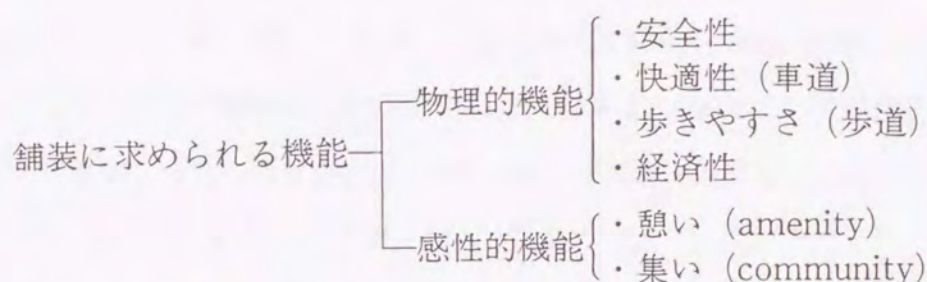 舗装に求められる機能
物理的機能
・安全性
・快適性（車道）
・歩きやすさ（歩道）
・経済性
感性的機能
・憩い（amenity）
・集い（community）